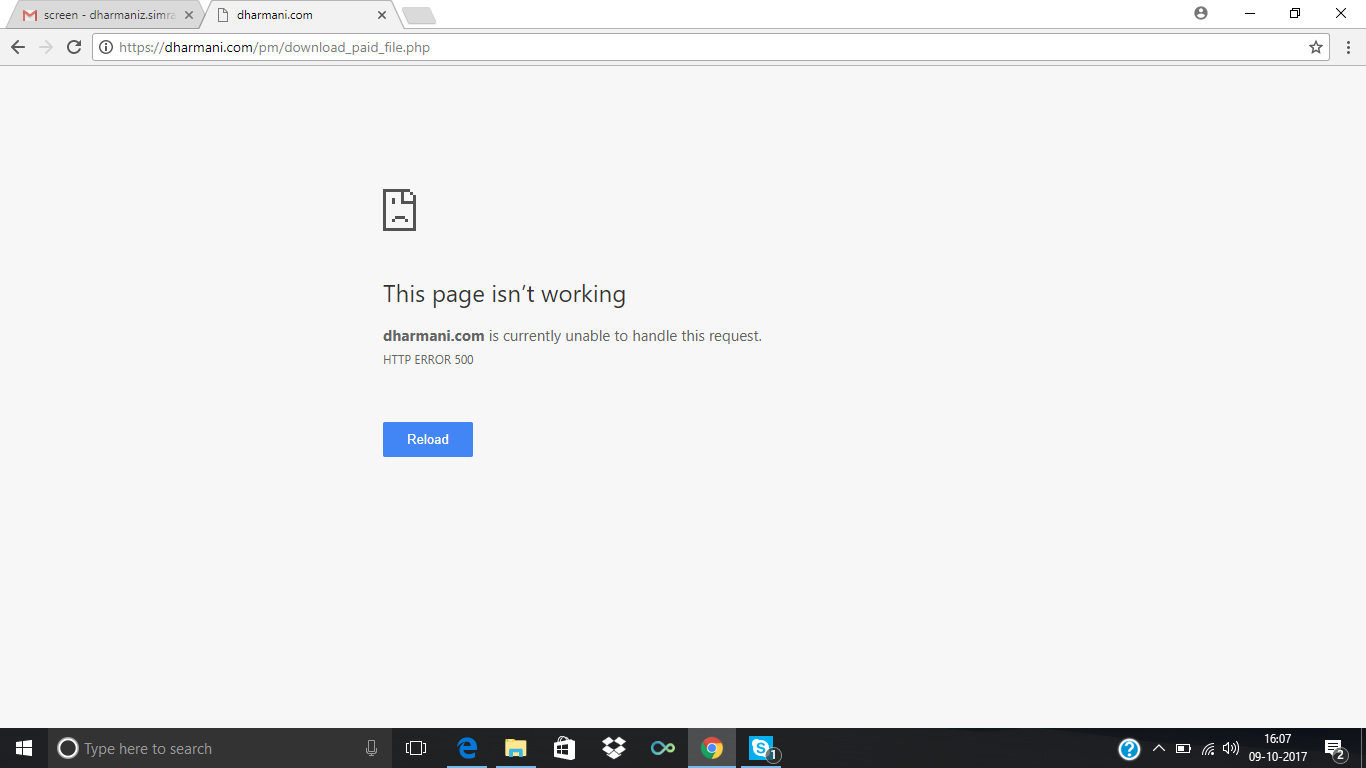 screen - dharmaniz.simra
dharmani.com
https://dharmani.com/pm/download_paid_file.php
This page isn’t working
dharmani.com is currently unable to handle this request.
HTTP ERROR 500
Reload
Type here to search
1
16:07
09-10-2017
2